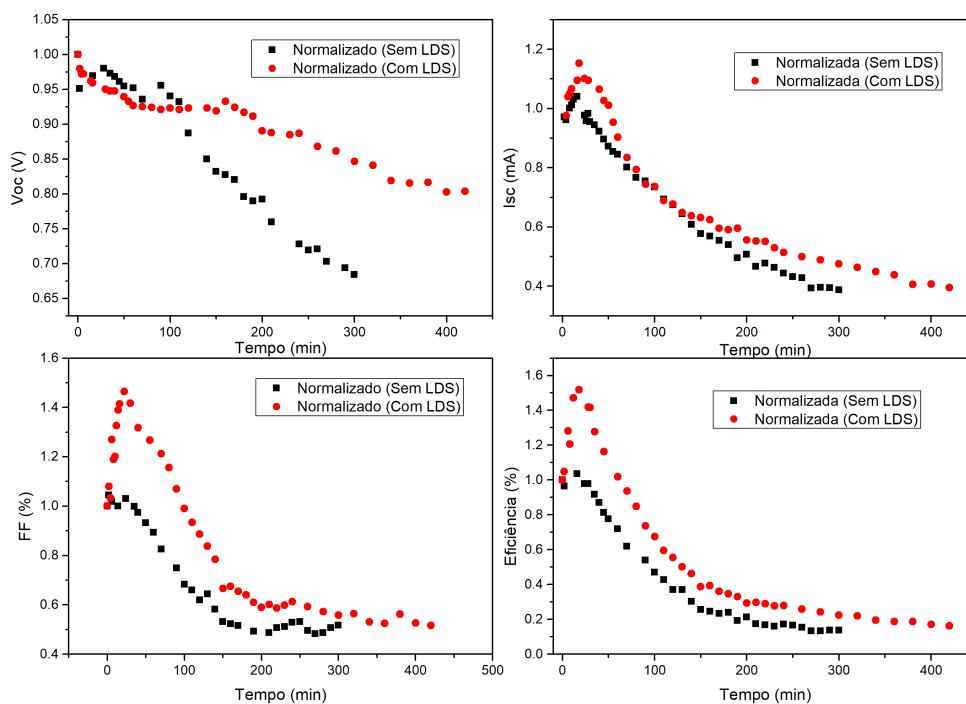 1.05
1.00
0.95
0.90
0.85
0.80
0.75
0.70
0.65
Voc (V)
Normalizado (Sem LDS)
Normalizado (Com LDS)
0 100 200 300 400
Tempo (min)
1.2
1.0
0.8
0.6
0.4
Isc (mA)
Normalizada (Sem LDS)
Normalizada (Com LDS)
0 100 200 300 400
Tempo (min)
1.6
1.4
1.2
1.0
0.8
0.6
0.4
FF (%)
Normalizado (Sem LDS)
Normalizado (Com LDS)
0 100 200 300 400 500
Tempo (min)
1.6
1.4
1.2
1.0
0.8
0.6
0.4
0.2
0.0
Eficiência (%)
Normalizada (Sem LDS)
Normalizada (Com LDS)
0 100 200 300 400
Tempo (min)